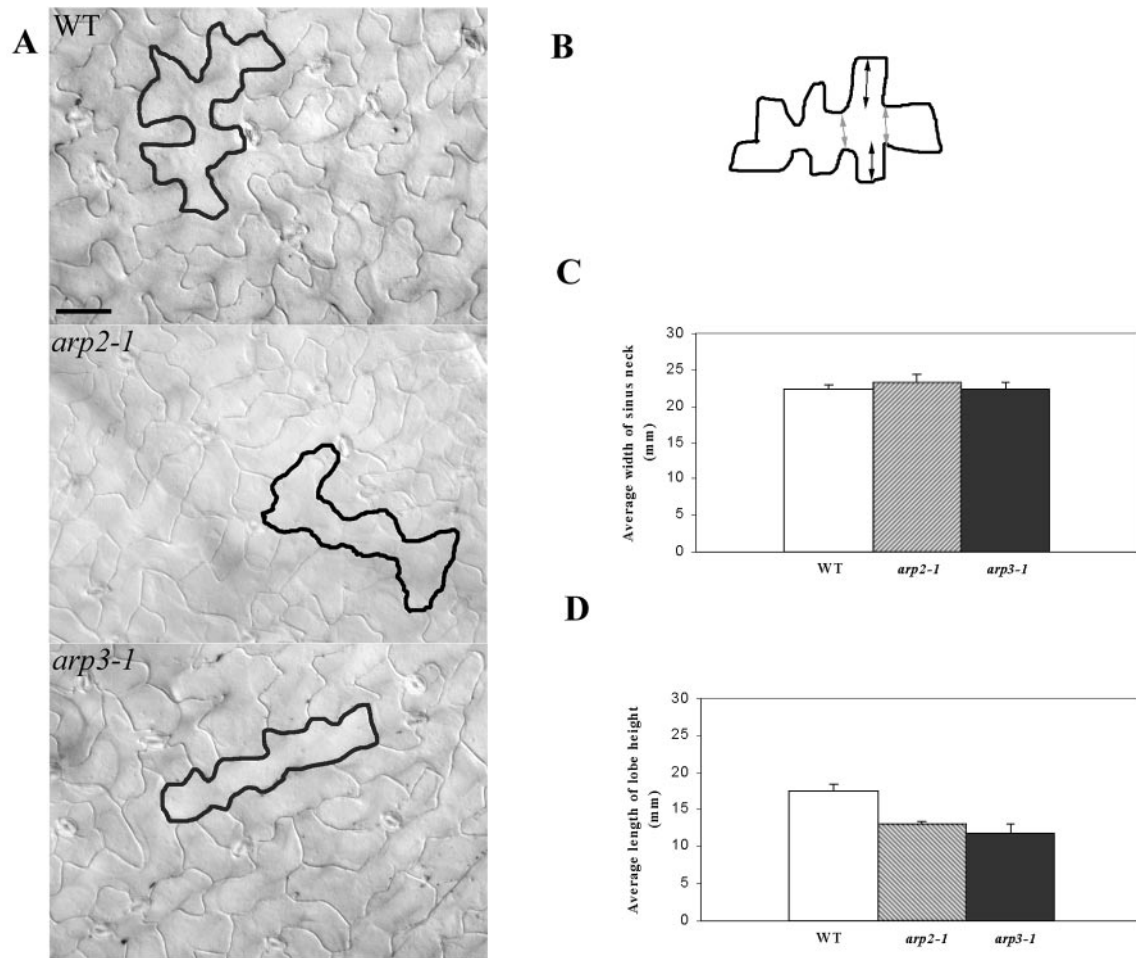 A
WT
arp2-1
arp3-1
B
C
Average width of sinus neck
(mm)
30
25
20
15
10
5
0
WT arp2-1 arp3-1
D
Average length of lobe height
(mm)
30
25
20
15
10
5
0
WT arp2-1 arp3-1